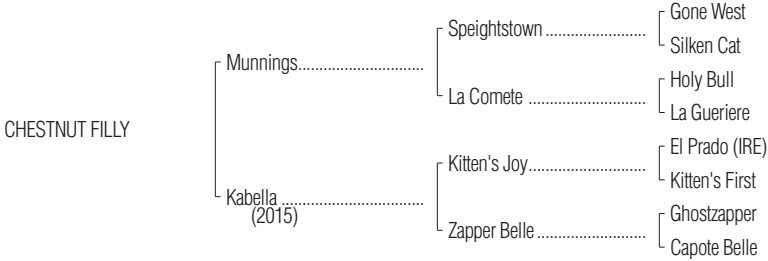 Gone West
Speightstown
Silken Cat
Munnings
Holy Bull
La Comete
La Gueriere
CHESTNUT FILLY
El Prado (IRE)
Kitten's Joy
Kitten's First
Kabella
(2015)
Ghostzapper
Zapper Belle
Capote Belle